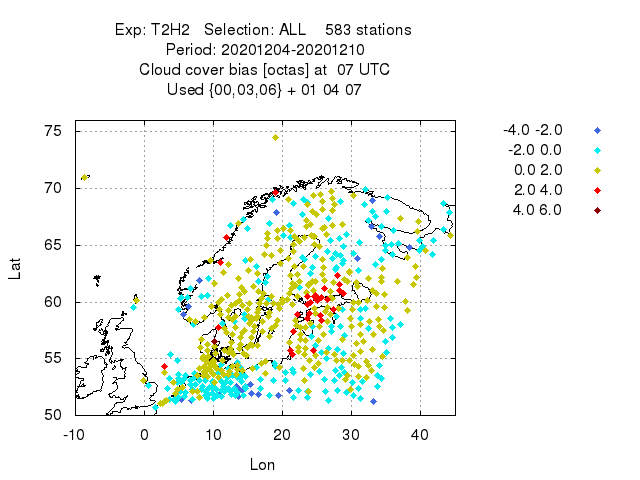 Exp: T2H2 Selection: ALL 583 stations
Period: 20201204-20201210
Cloud cover bias [octas] at 07 UTC
Used {00,03,06} + 01 04 07
-4.0 -2.0
-2.0 0.0
0.0 2.0
2.0 4.0
4.0 6.0
75
70
65
60
55
50
Lat
-10 0 10 20 30 40
Lon